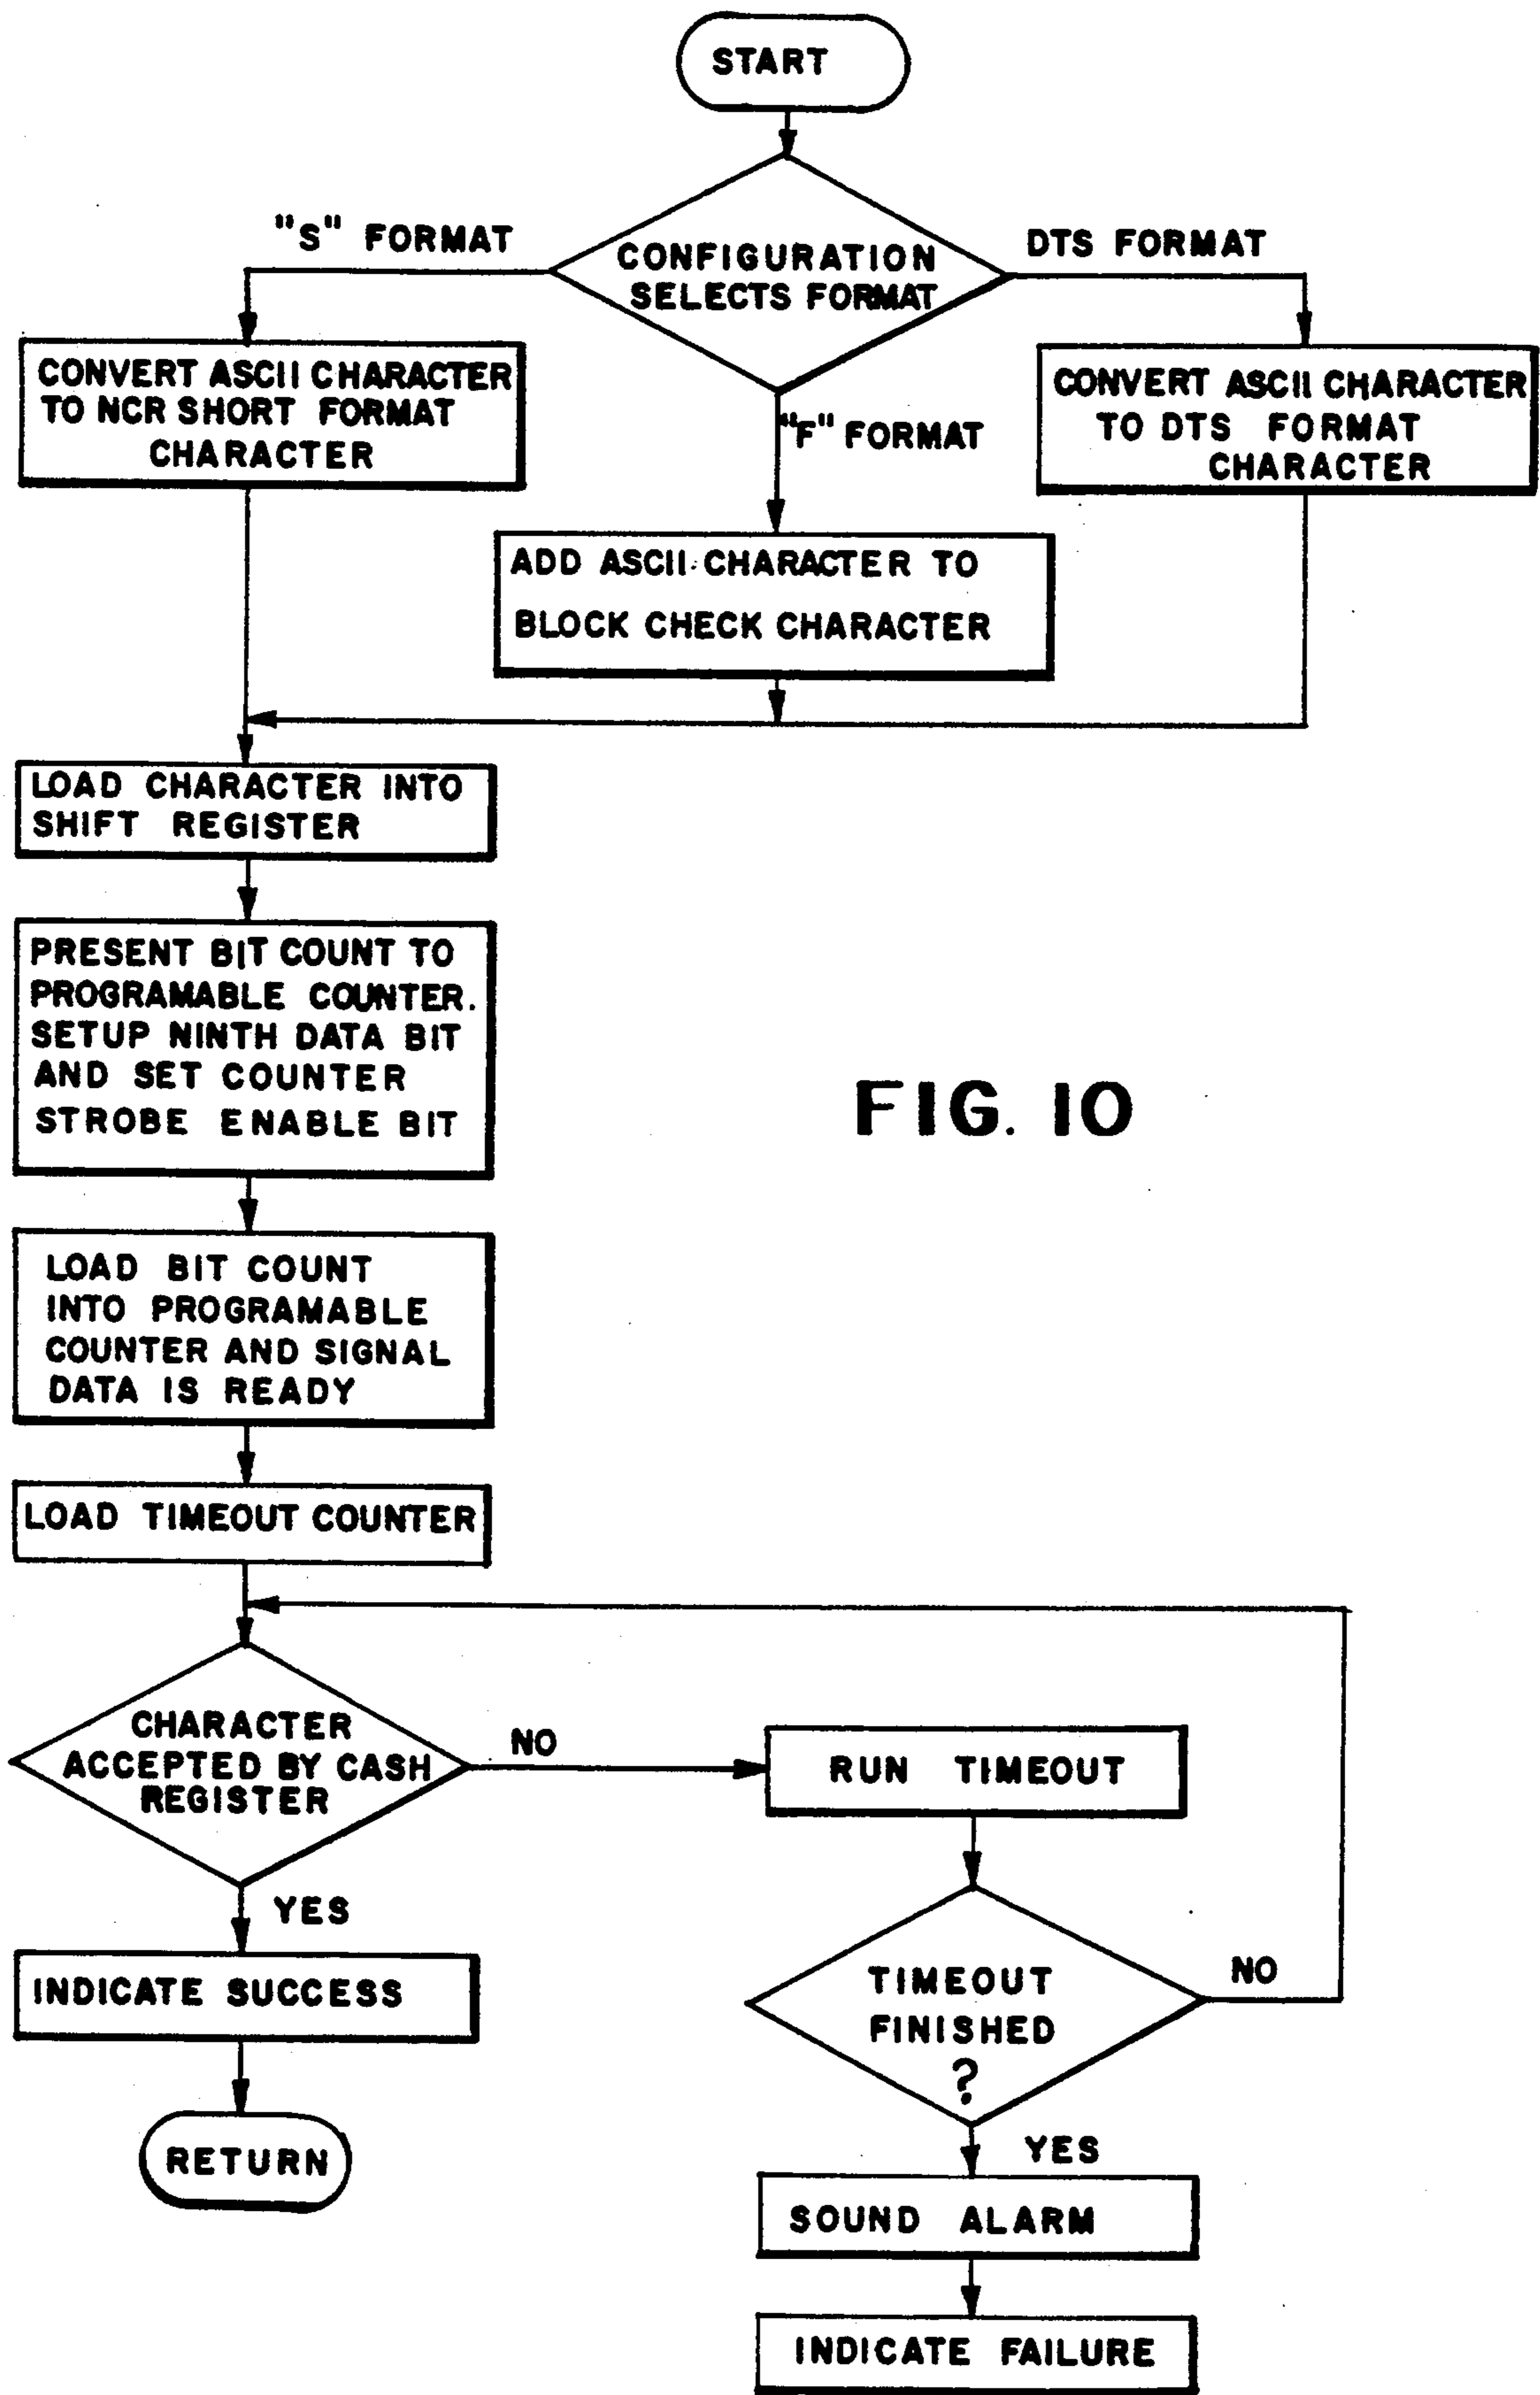 START
CONFIGURATION
SELECTS FORMAT
"S" FORMAT
DTS FORMAT
"F" FORMAT
CONVERT ASCII CHARACTER
TO NCR SHORT FORMAT
CHARACTER
CONVERT ASCII CHARACTER
TO DTS FORMAT
CHARACTER
ADD ASCII CHARACTER TO
BLOCK CHECK CHARACTER
LOAD CHARACTER INTO
SHIFT REGISTER
PRESENT BIT COUNT TO
PROGRAMABLE COUNTER.
SETUP NINTH DATA BIT
AND SET COUNTER
STROBE ENABLE BIT
FIG. 10
LOAD BIT COUNT
INTO PROGRAMABLE
COUNTER AND SIGNAL
DATA IS READY
LOAD TIMEOUT COUNTER
CHARACTER
ACCEPTED BY CASH
REGISTER
NO
RUN TIMEOUT
YES
INDICATE SUCCESS
RETURN
TIMEOUT
FINISHED
?
NO
YES
SOUND ALARM
INDICATE FAILURE